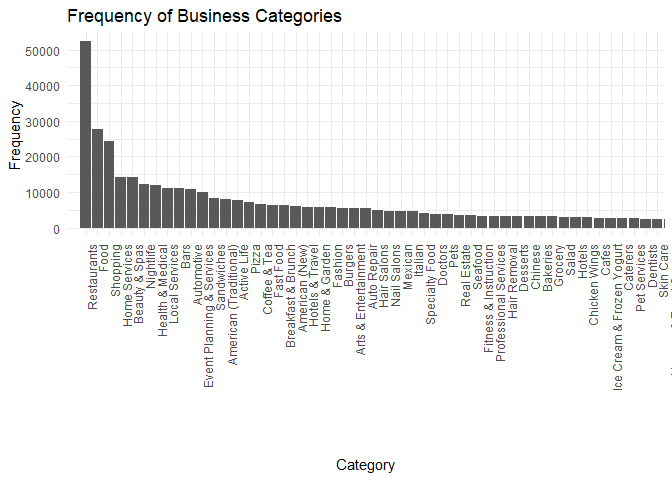 Frequency of Business Categories
Frequency
50000
40000
30000
20000
10000
0
Restaurants
Food
Shopping
Home Services
Beauty & Spas
Nightlife
Health & Medical
Local Services
Bars
Automotive
Event Planning & Services
Sandwiches
American (Traditional)
Active Life
Pizza
Coffee & Tea
Fast Food
Breakfast & Brunch
American (New)
Hotels & Travel
Home & Garden
Fashion
Burgers
Arts & Entertainment
Auto Repair
Hair Salons
Nail Salons
Mexican
Italian
Specialty Food
Doctors
Pets
Real Estate
Seafood
Fitness & Instruction
Professional Services
Hair Removal
Desserts
Chinese
Bakeries
Grocery
Salad
Hotels
Chicken Wings
Cafes
Ice Cream & Frozen Yogurt
Caterers
Pet Services
Dentists
Skin Care
Category